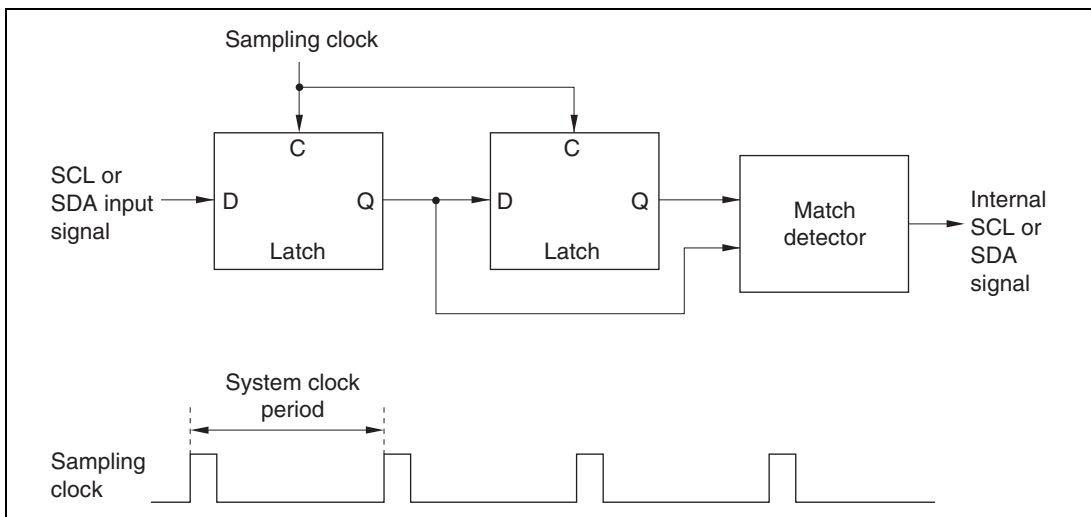 Sampling clock
C
C
SCL or
SDA input
signal
D
Q
D
Q
Latch
Latch
Match
detector
Internal
SCL or
SDA
signal
System clock
period
Sampling
clock